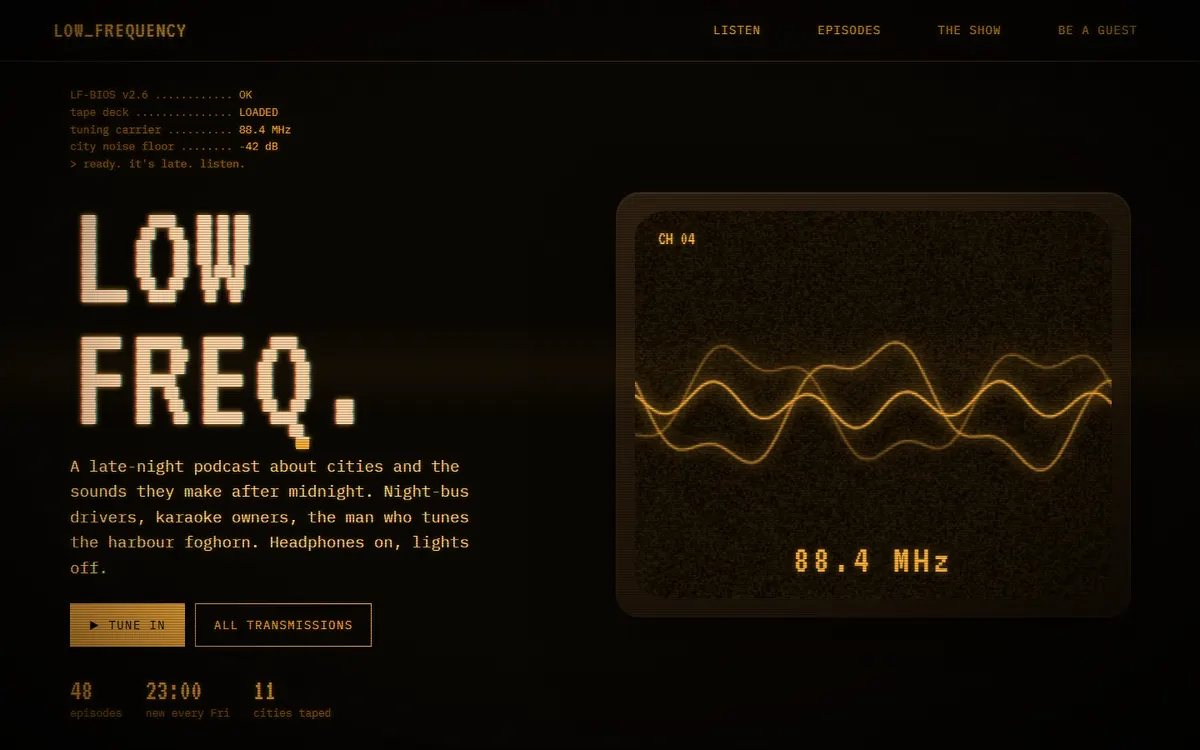 LOW_FREQUENCY
LISTEN
EPISODES
THE SHOW
BE A GUEST
LF-BIOS v2.6 ............ OK
tape deck ............... LOADED
tuning carrier .......... 88.4 MHz
city noise floor ........ -42 dB
> ready. it's late. listen.
LOW
FREQ.
A late-night podcast about cities and the
sounds they make after midnight. Night-bus
drivers, karaoke owners, the man who tunes
the harbour foghorn. Headphones on, lights
off.
▶ TUNE IN
ALL TRANSMISSIONS
48
episodes
23:00
new every Fri
11
cities taped
CH 04
88.4 MHz